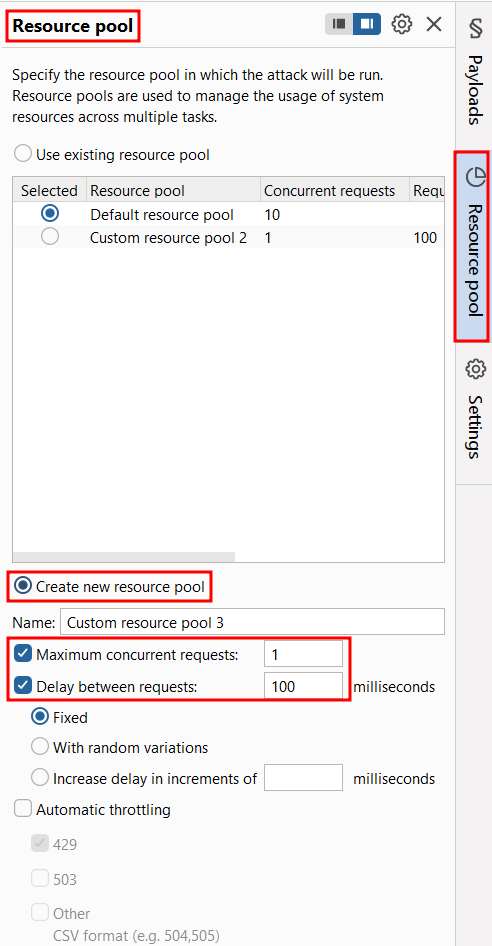 Resource pool
Specify the resource pool in which the attack will be run.
Resource pools are used to manage the usage of system
resources across multiple tasks.
Use existing resource pool
Selected Resource pool Concurrent requests Requ
Default resource pool 10
Custom resource pool 2 1 100
Create new resource pool
Name: Custom resource pool 3
Maximum concurrent requests: 1
Delay between requests: 100 milliseconds
Fixed
With random variations
Increase delay in increments of milliseconds
Automatic throttling
429
503
Other
CSV format (e.g. 504,505)
§ Payloads
Resource pool
Settings